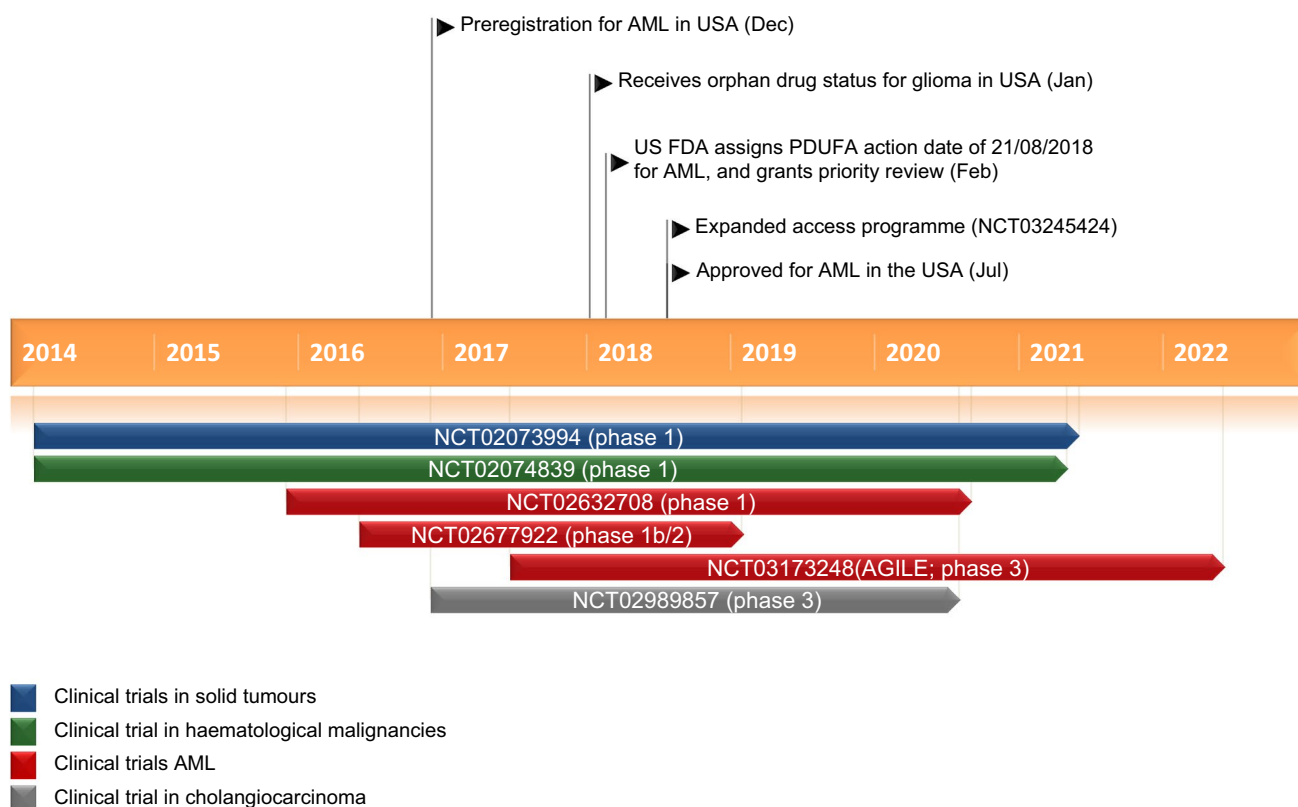 Preregistration for AML in USA (Dec)
Receives orphan drug status for glioma in USA (Jan)
US FDA assigns PDUFA action date of 21/08/2018
for AML, and grants priority review (Feb)
Expanded access programme (NCT03245424)
Approved for AML in the USA (Jul)
2014 2015 2016 2017 2018 2019 2020 2021 2022
NCT02073994 (phase 1)
NCT02074839 (phase 1)
NCT02632708 (phase 1)
NCT02677922 (phase 1b/2)
NCT03173248(AGILE; phase 3)
NCT02989857 (phase 3)
Clinical trials in solid tumours
Clinical trial in haematological malignancies
Clinical trials AML
Clinical trial in cholangiocarcinoma